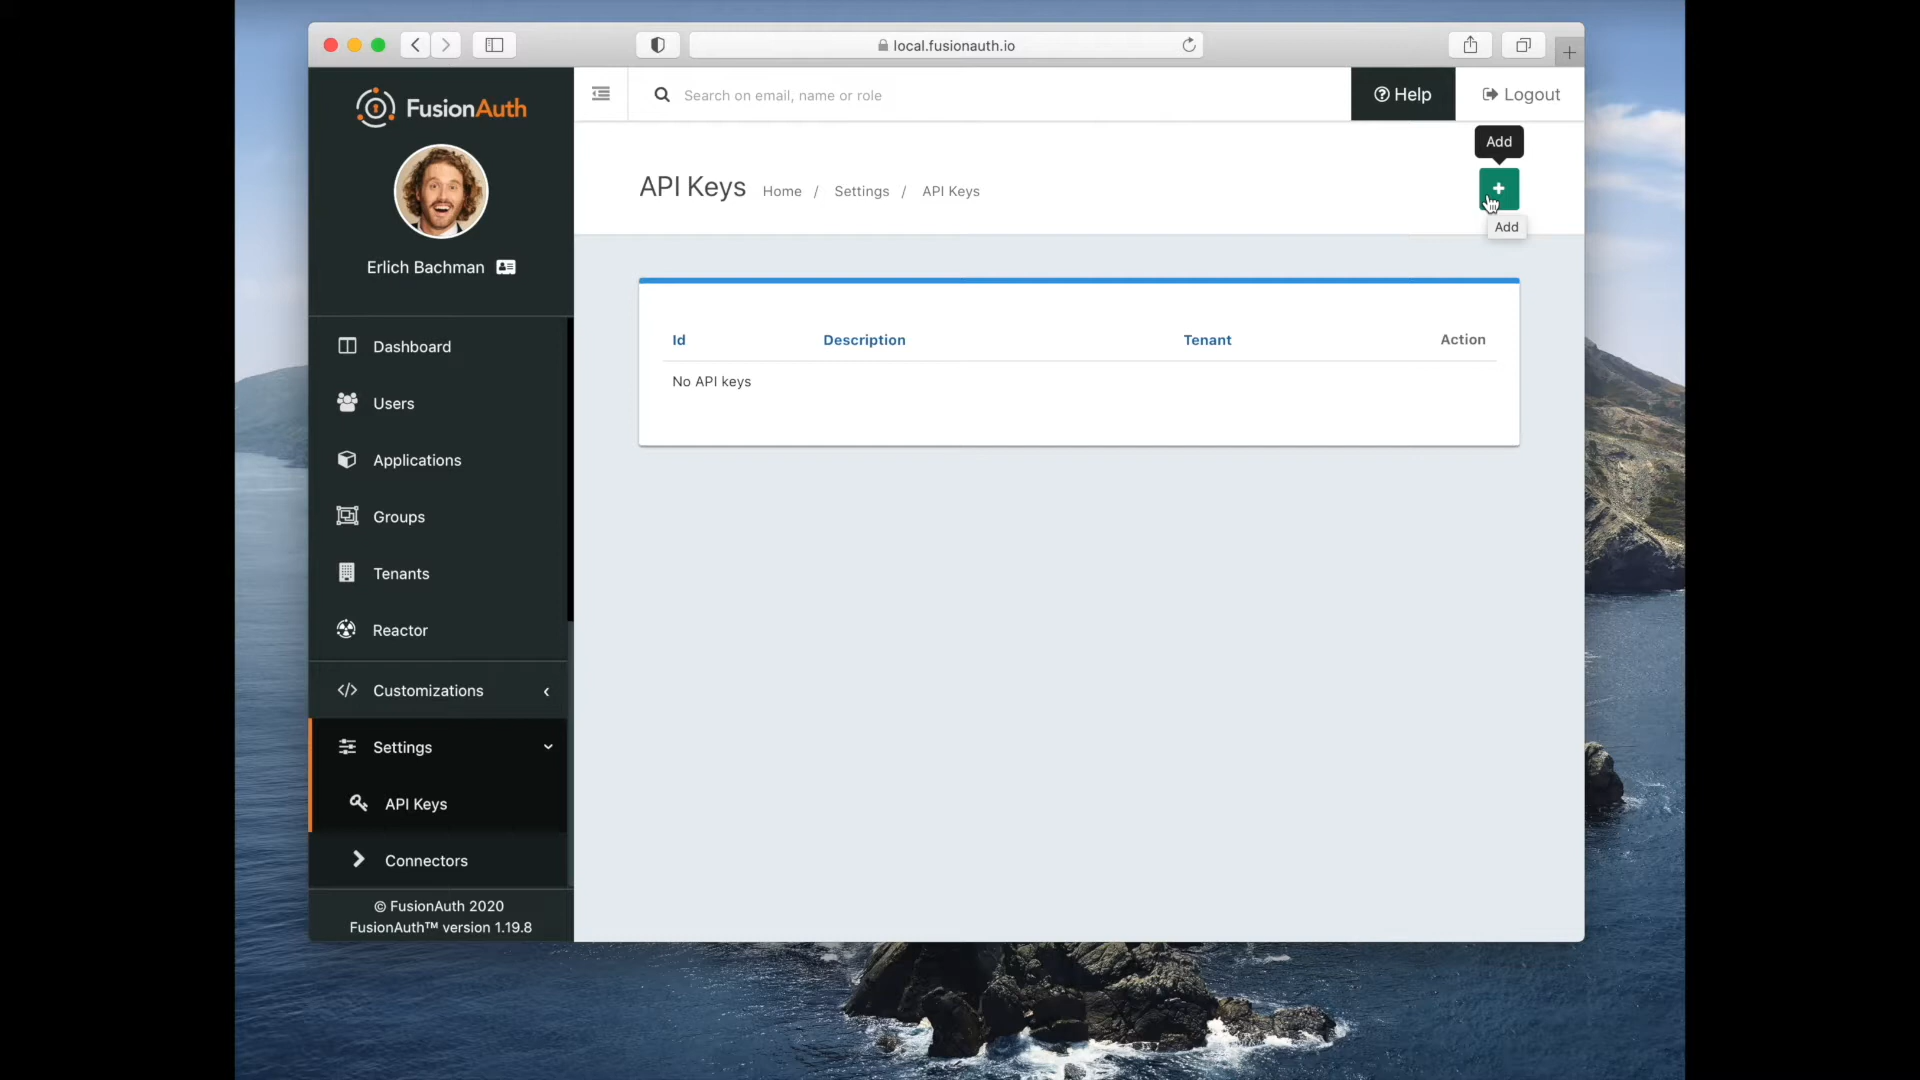 local.fusionauth.io
FusionAuth
Search on email, name or role
Help
Logout
Add
API Keys
Home / Settings / API Keys
Add
Erlich Bachman
Id Description Tenant Action
No API keys
Dashboard
Users
Applications
Groups
Tenants
Reactor
Customizations
Settings
API Keys
Connectors
© FusionAuth 2020
FusionAuth™ version 1.19.8